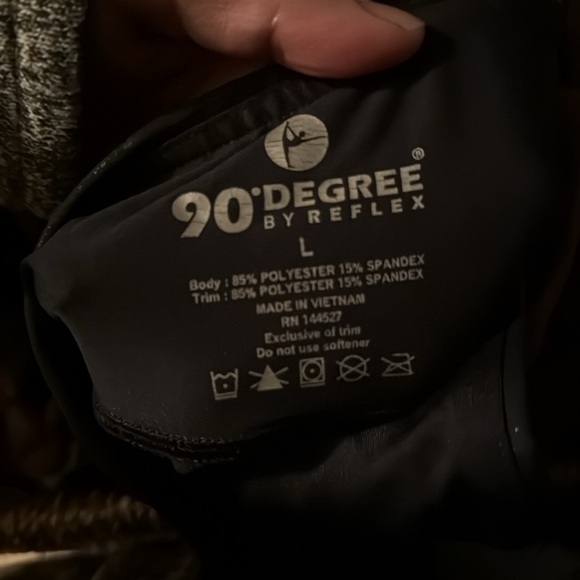 90° DEGREE®
BY REFLEX
L
Body : 85% POLYESTER 15% SPANDEX
Trim : 85% POLYESTER 15% SPANDEX
MADE IN VIETNAM
RN 144527
Exclusive of trim
Do not use softener